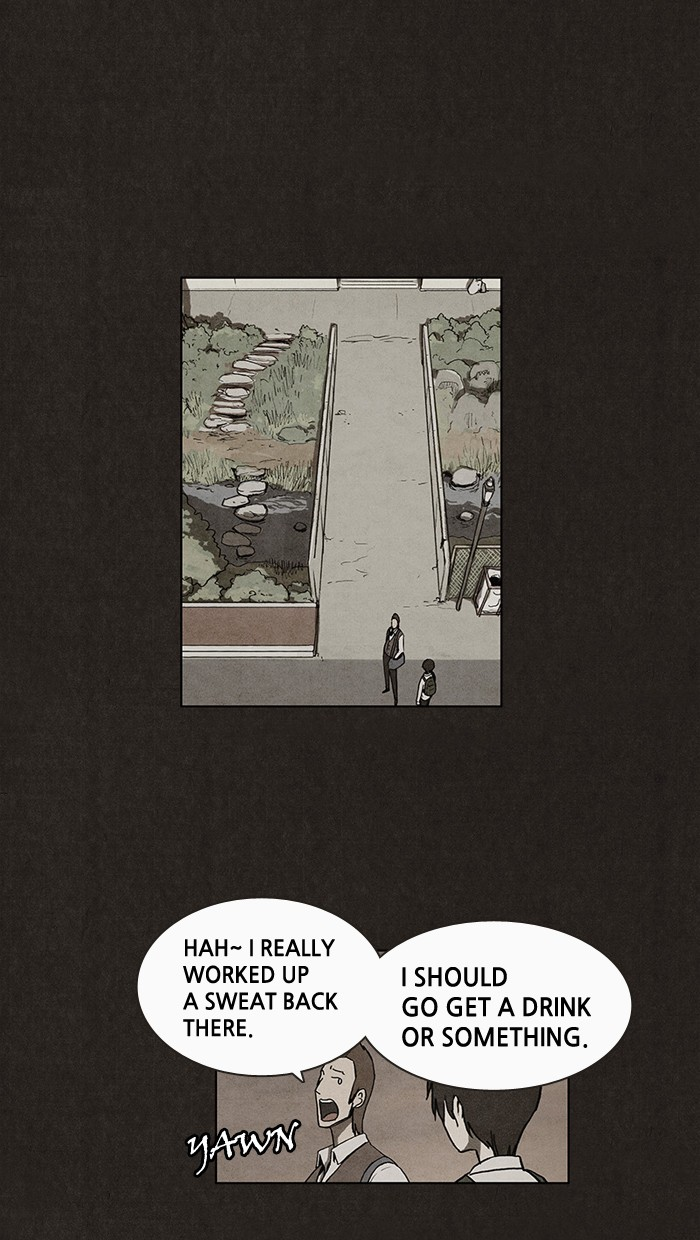 HAH~ I REALLY
WORKED UP
A SWEAT BACK
THERE.
I SHOULD
GO GET A DRINK
OR SOMETHING.
YAWN